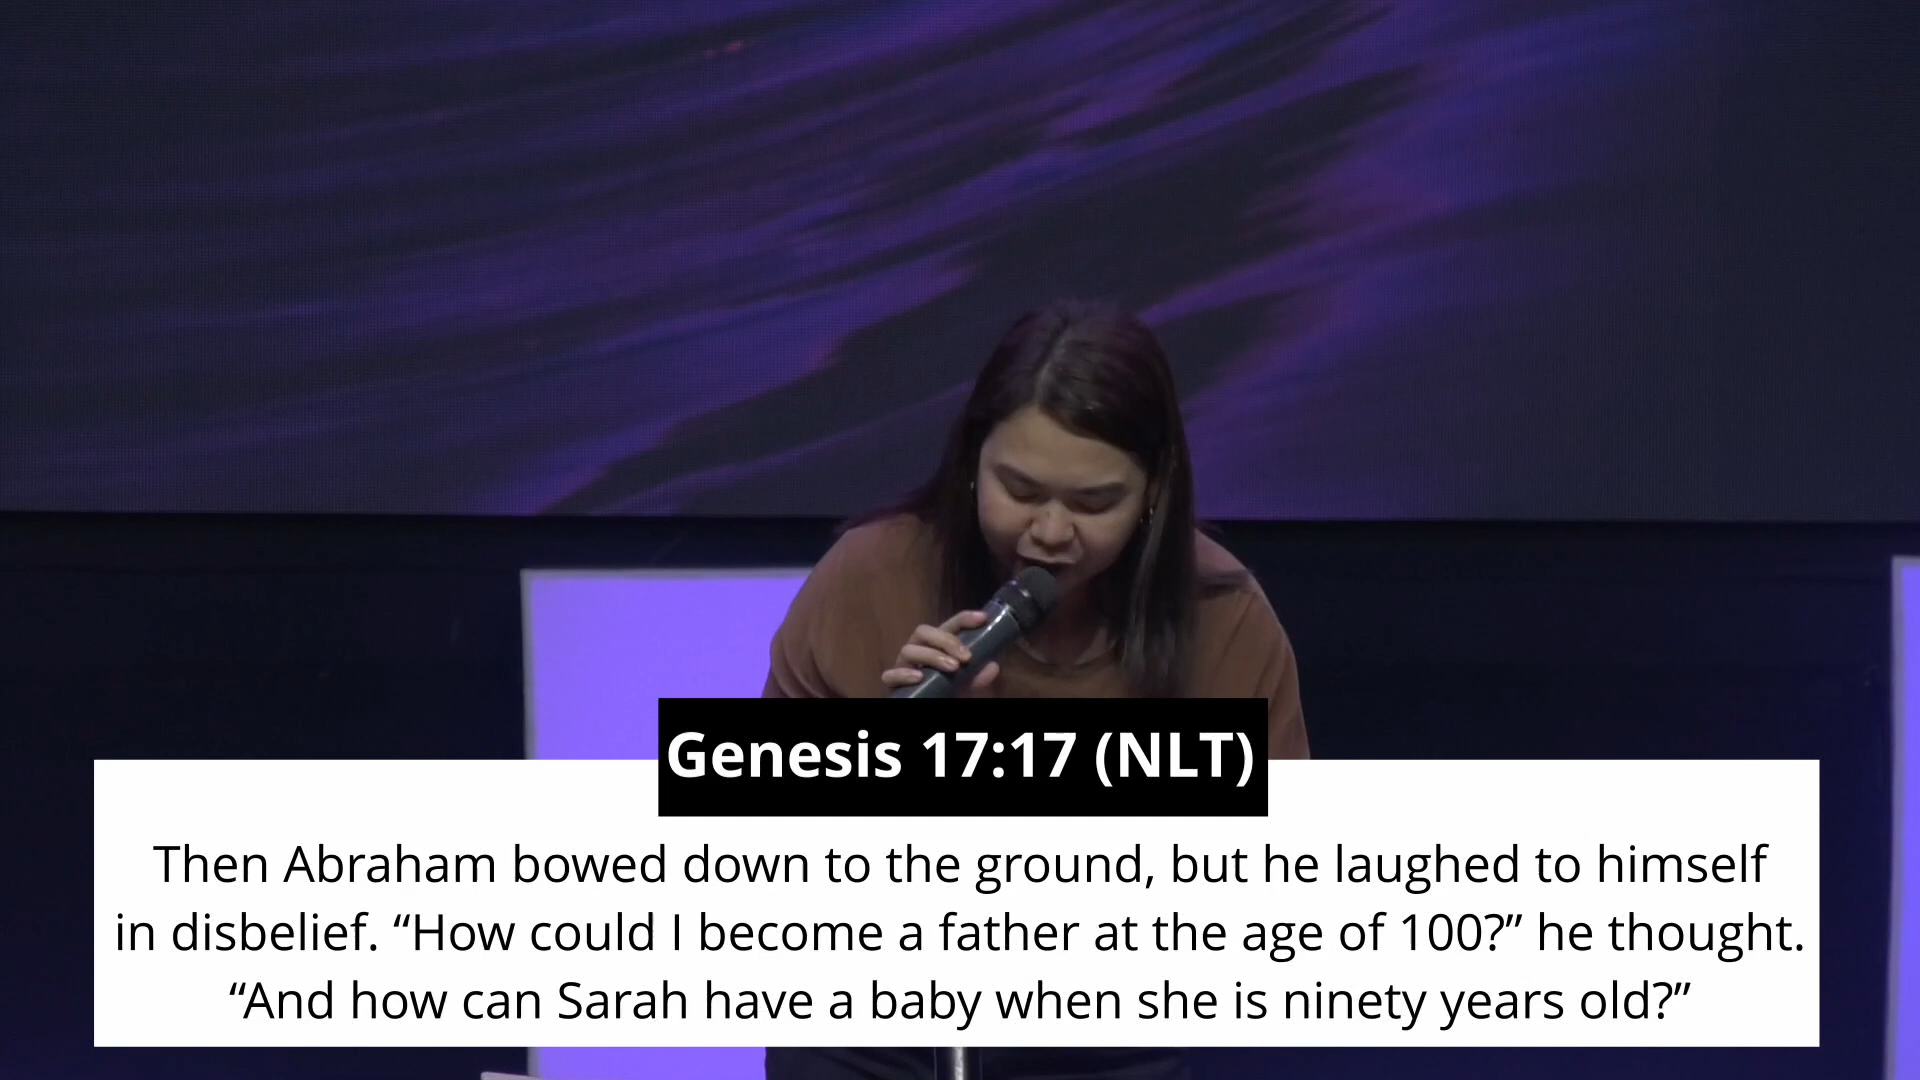 Genesis 17:17 (NLT)
Then Abraham bowed down to the ground, but he laughed to himself
in disbelief. “How could I become a father at the age of 100?” he thought.
“And how can Sarah have a baby when she is ninety years old?”